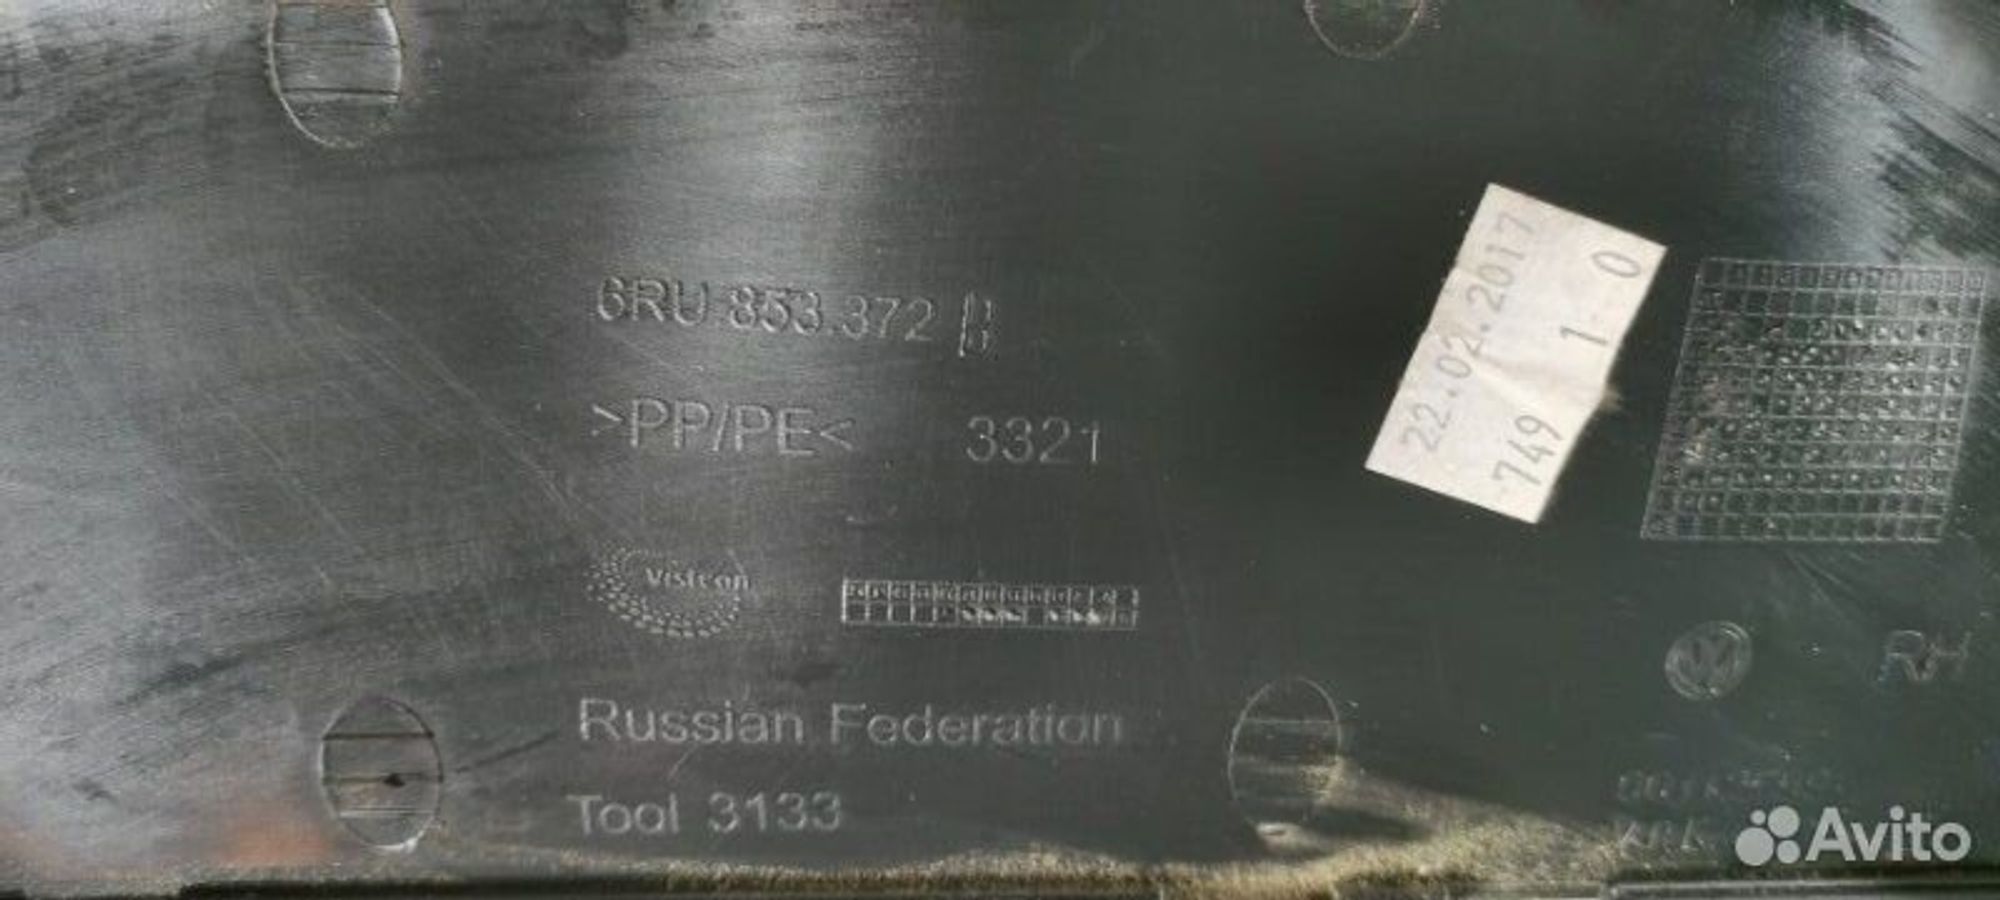 6RU.853.372 B
>PP/PE< 3321
Visteon
Russian Federation
Tool 3133
22.02.2017
749 1 0
RH
Avito